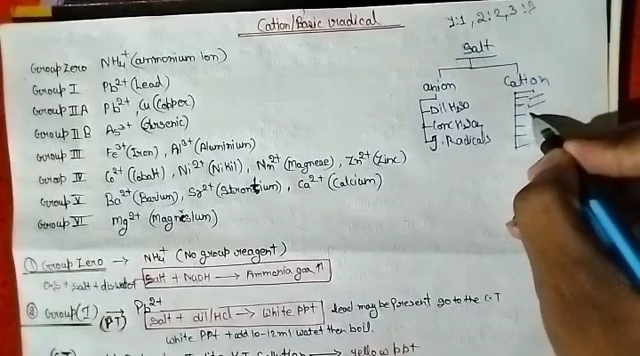 Cation/Basic radical
1:1, 2:2, 3:3
Salt
anion
Cation
Dil H2SO4
Conc H2SO4
g. Radicals
Group Zero NH4+ (ammonium ion)
Group I Pb2+ (Lead)
Group II A Pb2+, Cu (Copper)
Group II B As3+ (Arsenic)
Group III Fe3+ (Iron), Al3+ (Aluminium)
Group IV Co2+ (Cobalt), Ni2+ (Nikil), Mn2+ (Magnese), Zn2+ (Zinc)
Group V Ba2+ (Barium), Sr2+ (Strontium), Ca2+ (Calcium)
Group VI Mg2+ (Magnesium)
① Group Zero → NH4+ (No group reagent)
salt + dis water Salt + NaOH → Ammonia gas ↑
② Group (I) Pb2+
(PT) Salt + dil/HCl → White PPt lead may be present go to the C.T
White PPt + add 10-12ml water then boil.
→ yellow ppt